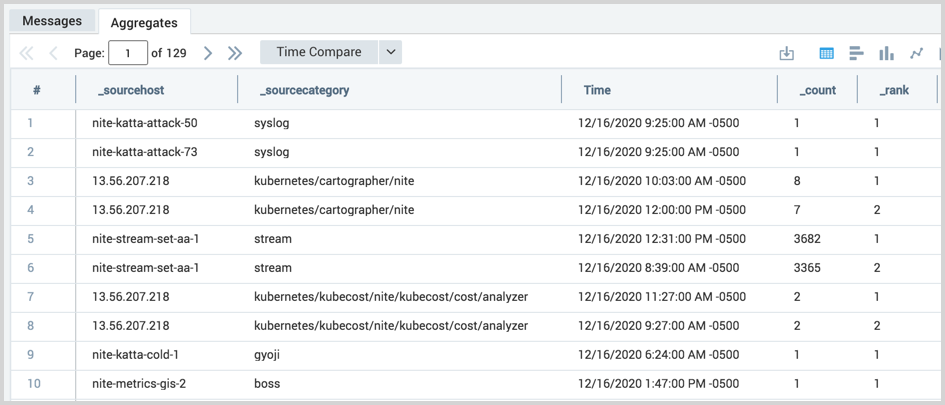 Messages Aggregates
Page: 1 of 129 Time Compare
# _sourcehost _sourcecategory Time _count _rank
1 nite-katta-attack-50 syslog 12/16/2020 9:25:00 AM -0500 1 1
2 nite-katta-attack-73 syslog 12/16/2020 9:25:00 AM -0500 1 1
3 13.56.207.218 kubernetes/cartographer/nite 12/16/2020 10:03:00 AM -0500 8 1
4 13.56.207.218 kubernetes/cartographer/nite 12/16/2020 12:00:00 PM -0500 7 2
5 nite-stream-set-aa-1 stream 12/16/2020 12:31:00 PM -0500 3682 1
6 nite-stream-set-aa-1 stream 12/16/2020 8:39:00 AM -0500 3365 2
7 13.56.207.218 kubernetes/kubecost/nite/kubecost/cost/analyzer 12/16/2020 11:27:00 AM -0500 2 1
8 13.56.207.218 kubernetes/kubecost/nite/kubecost/cost/analyzer 12/16/2020 9:27:00 AM -0500 2 2
9 nite-katta-cold-1 gyoji 12/16/2020 6:24:00 AM -0500 1 1
10 nite-metrics-gis-2 boss 12/16/2020 1:47:00 PM -0500 1 1